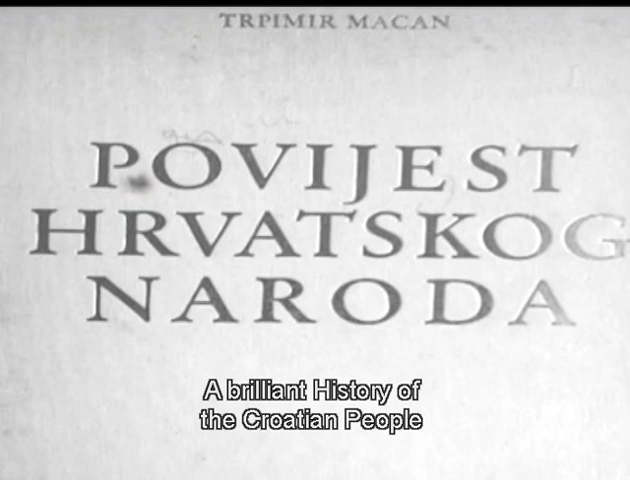 TRPIMIR MACAN
POVIJEST
HRVATSKOG
NARODA
A brilliant History of
the Croatian People